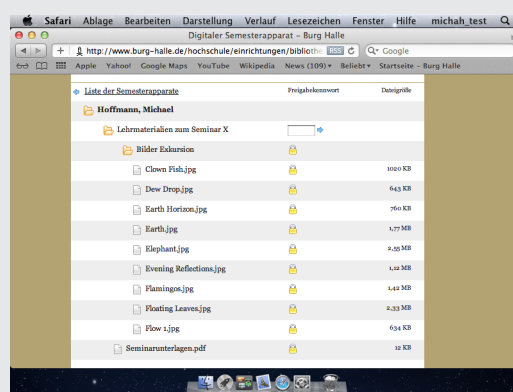 Safari Ablage Bearbeiten Darstellung Verlauf Lesezeichen Fenster Hilfe michah_test
Digitaler Semesterapparat – Burg Halle
http://www.burg-halle.de/hochschule/einrichtungen/bibliothe RSS Google
Apple Yahoo! Google Maps YouTube Wikipedia News (109) Beliebt Startseite – Burg Halle
Liste der Semesterapparate Freigabekennwort Dateigröße
Hoffmann, Michael
Lehrmaterialien zum Seminar X
Bilder Exkursion
Clown Fish.jpg 1020 KB
Dew Drop.jpg 643 KB
Earth Horizon.jpg 760 KB
Earth.jpg 1,77 MB
Elephant.jpg 2,55 MB
Evening Reflections.jpg 1,12 MB
Flamingos.jpg 1,42 MB
Floating Leaves.jpg 2,33 MB
Flow 1.jpg 634 KB
Seminarunterlagen.pdf 12 KB